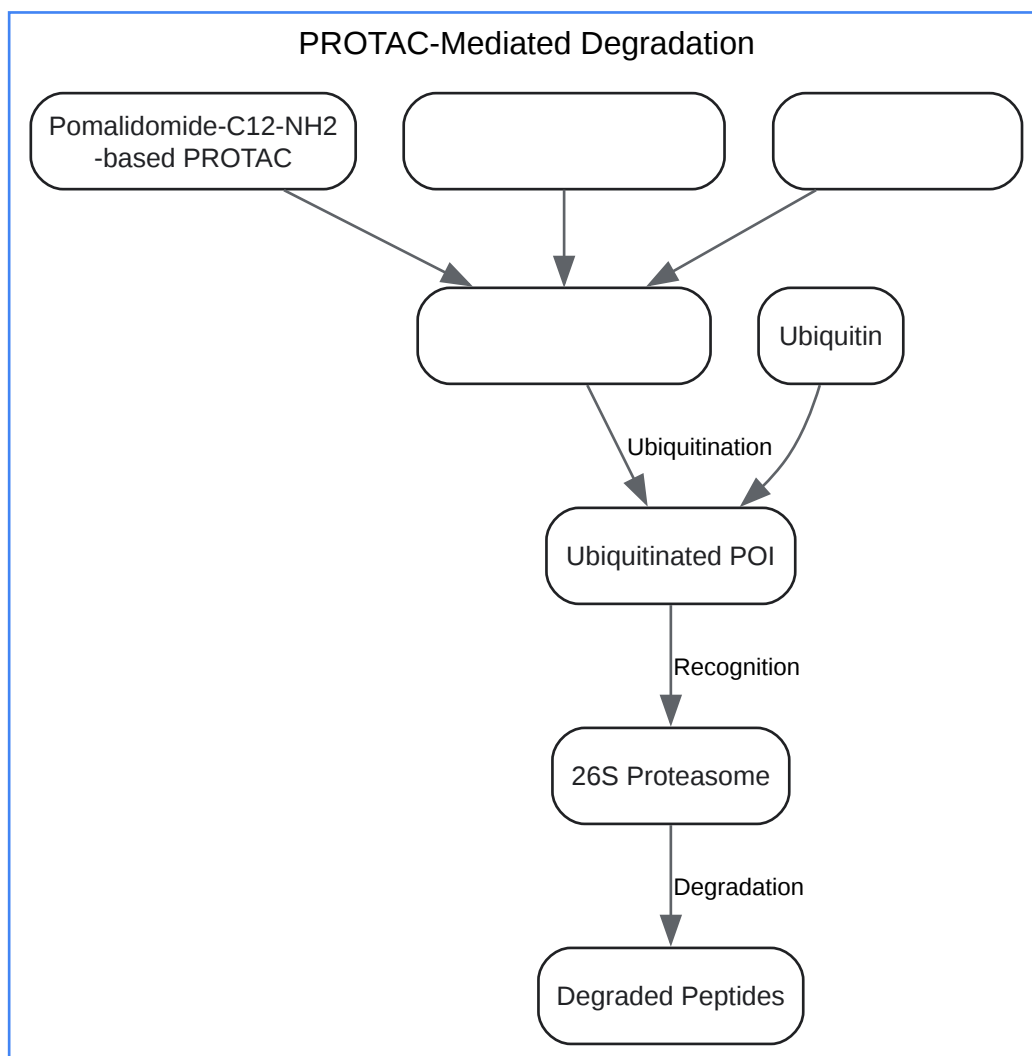 PROTAC-Mediated Degradation
Pomalidomide-C12-NH2
-based PROTAC
Ubiquitin
Ubiquitination
Ubiquitinated POI
Recognition
26S Proteasome
Degradation
Degraded Peptides